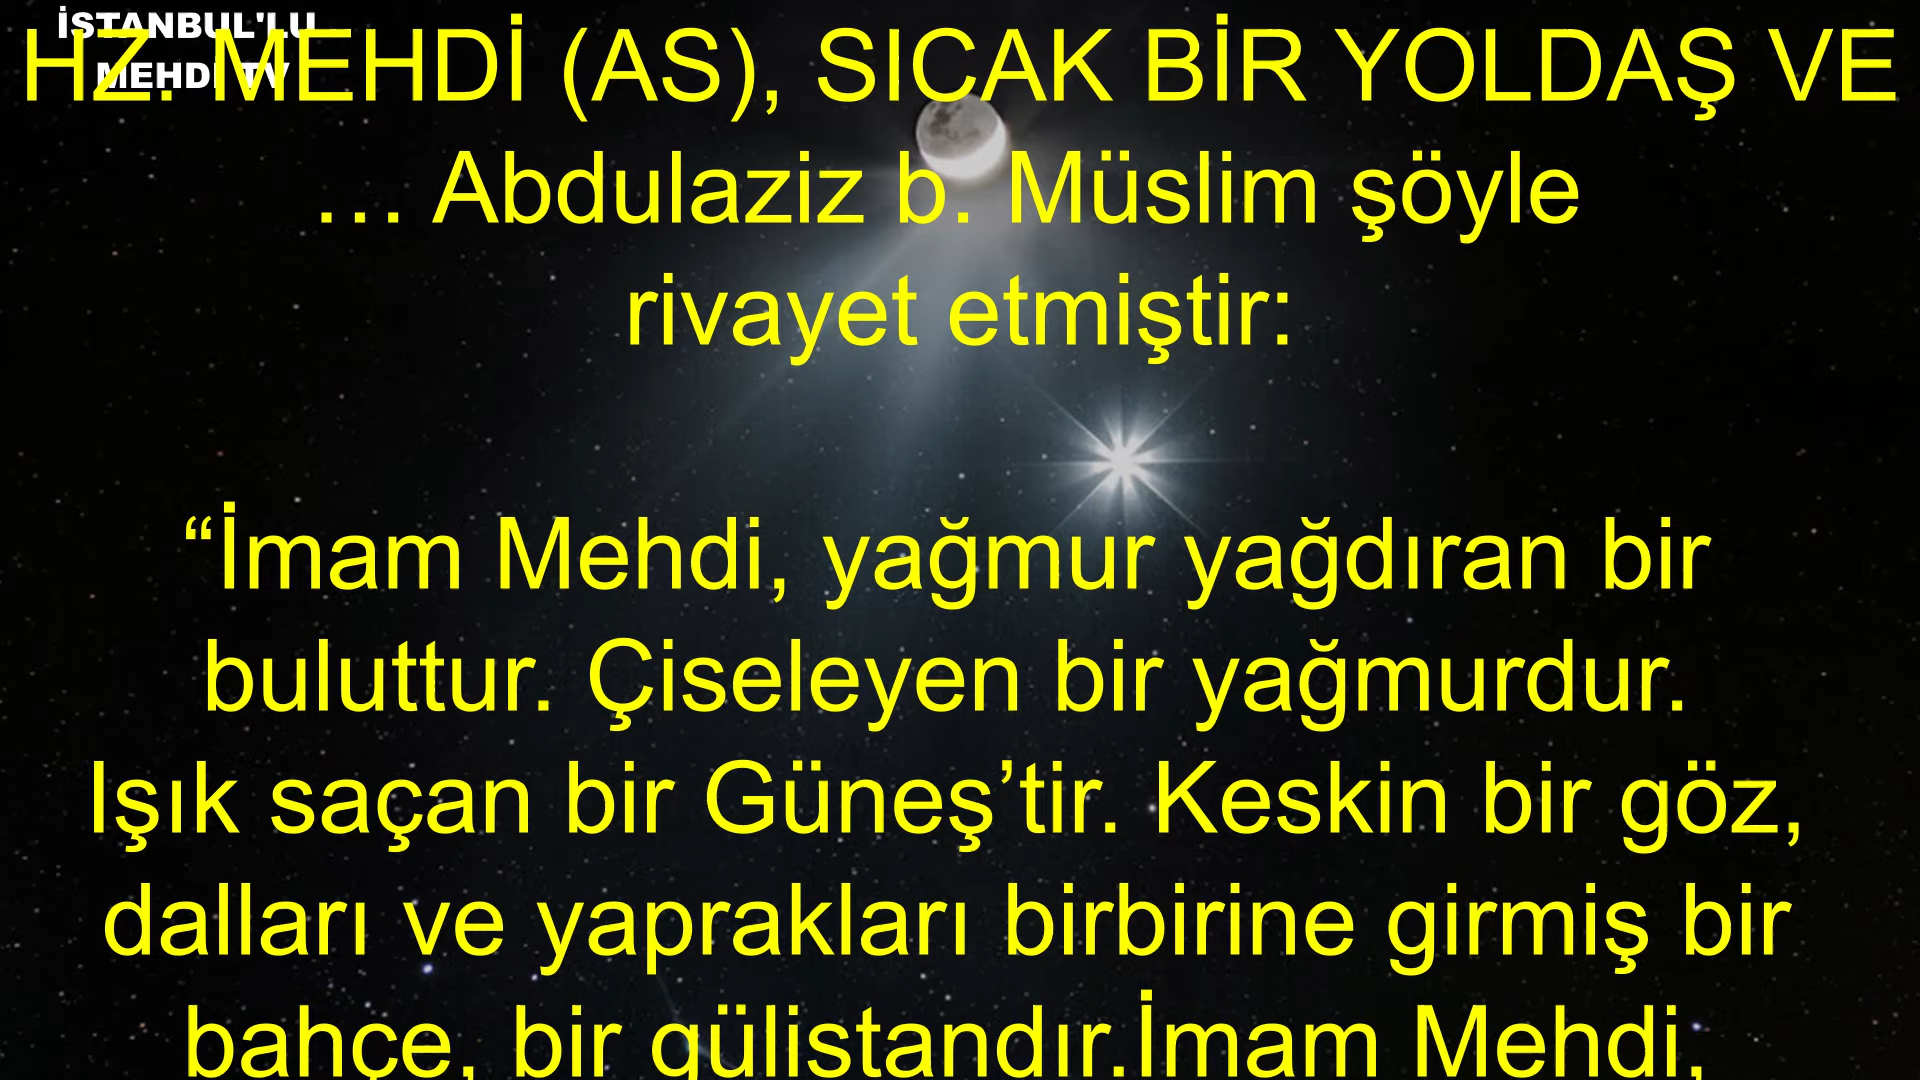 İSTANBUL'LU
MEHDİ TV
HZ. MEHDİ (AS), SICAK BİR YOLDAŞ VE
… Abdulaziz b. Müslim şöyle
rivayet etmiştir:
“İmam Mehdi, yağmur yağdıran bir
buluttur. Çiseleyen bir yağmurdur.
Işık saçan bir Güneş’tir. Keskin bir göz,
dalları ve yaprakları birbirine girmiş bir
bahçe, bir gülistandır.İmam Mehdi,